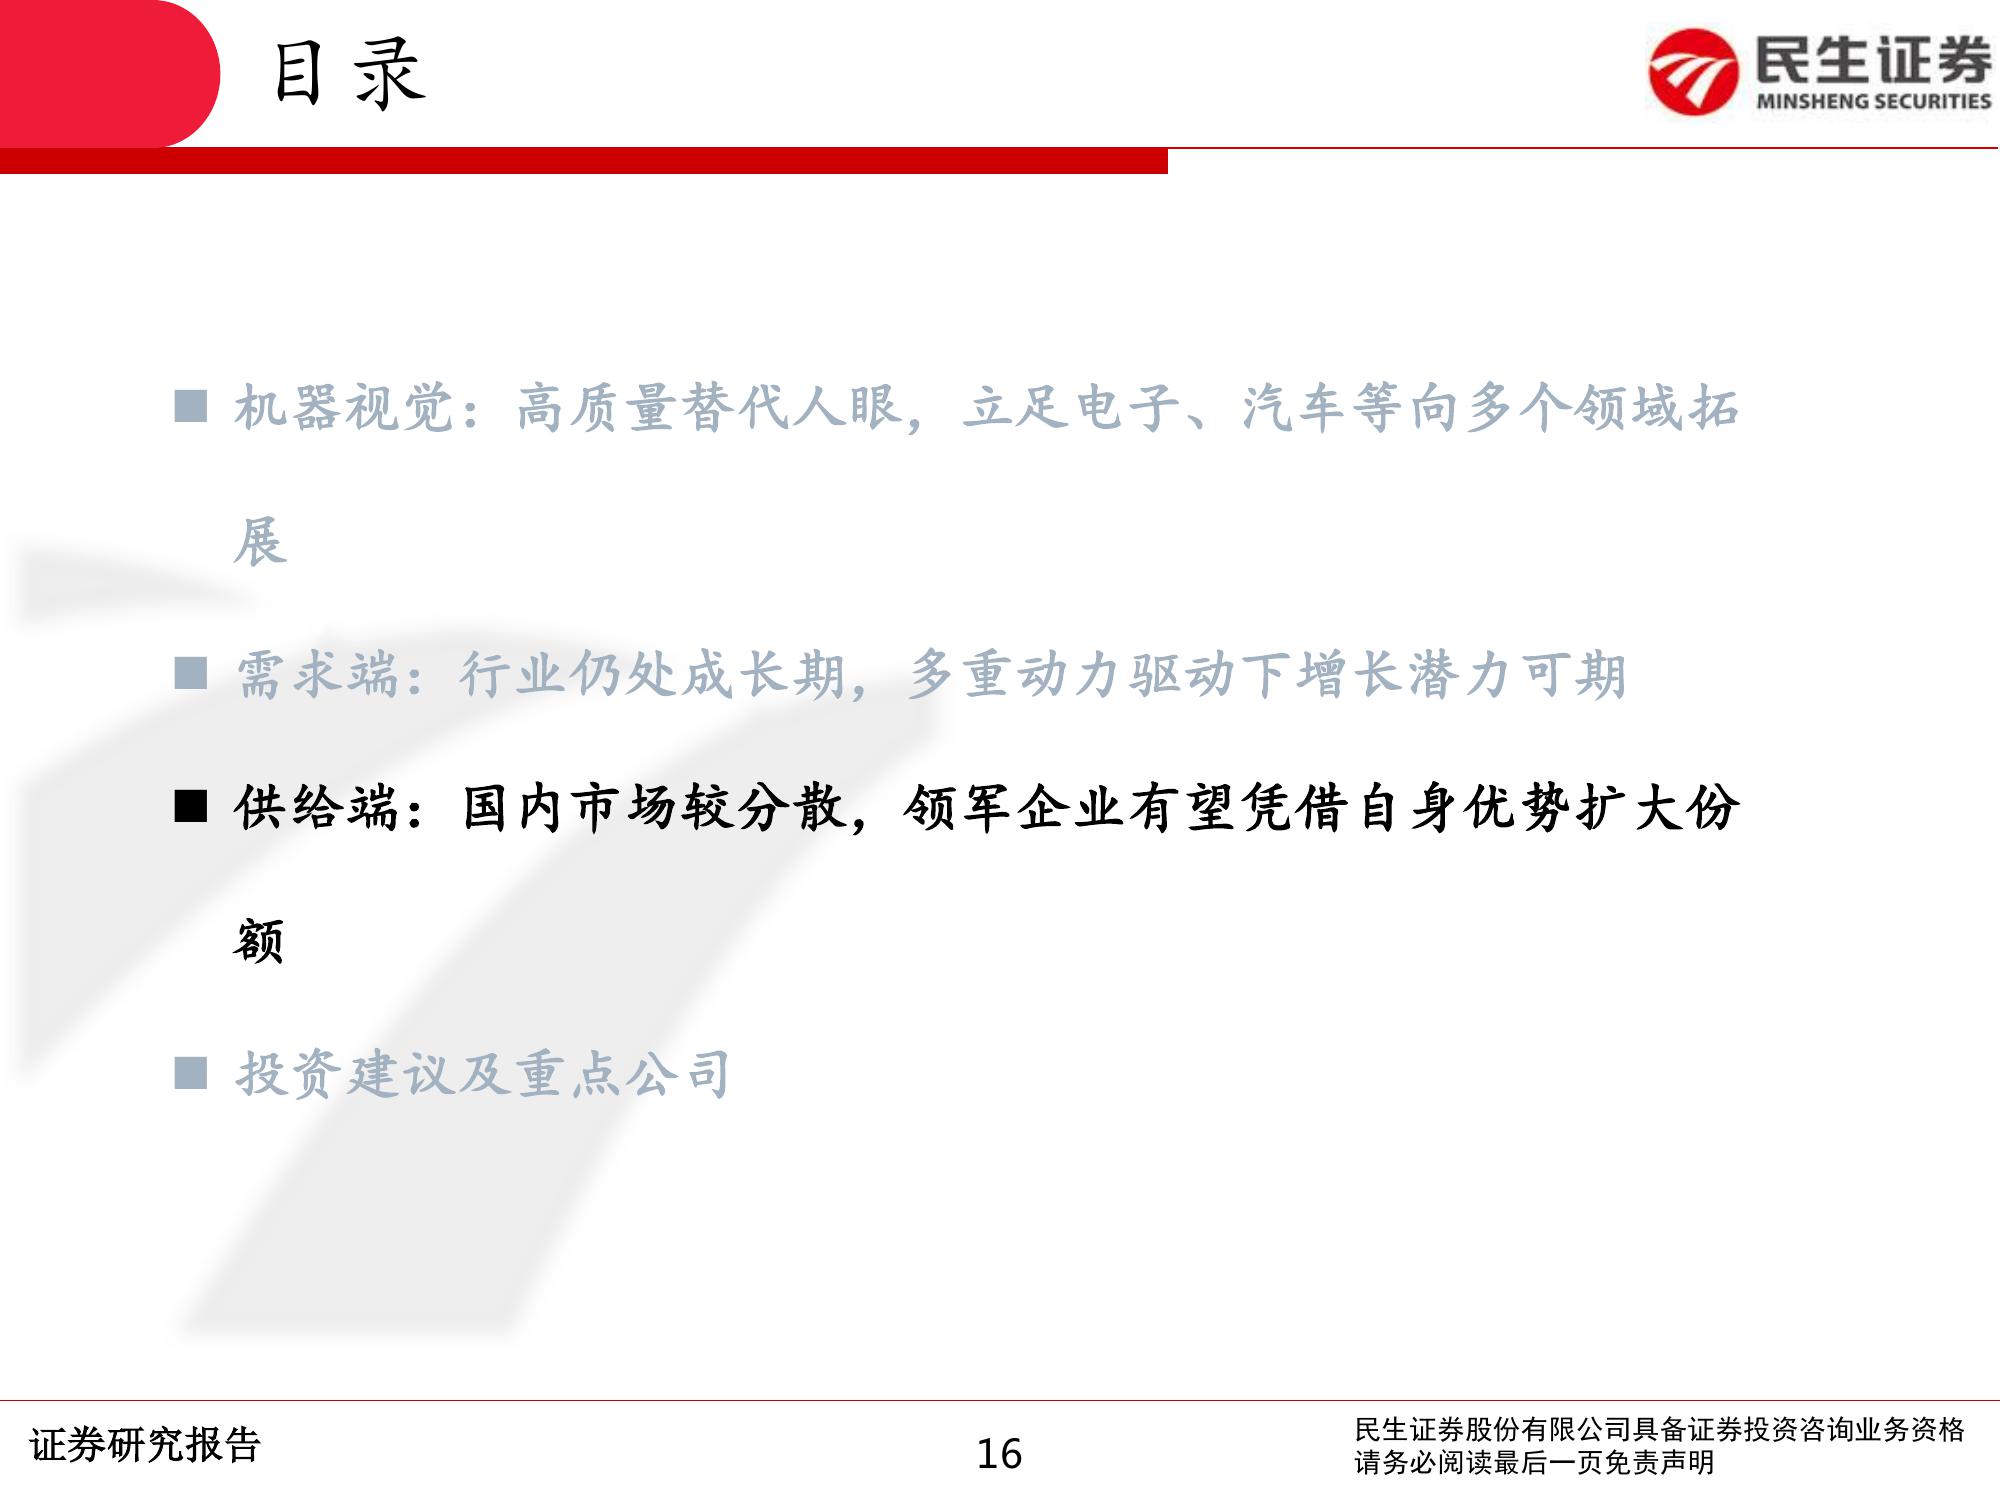 目录
民生证券
MINSHENG SECURITIES
■ 机器视觉：高质量替代人眼，立足电子、汽车等向多个领域拓
展
■ 需求端：行业仍处成长期，多重动力驱动下增长潜力可期
■ 供给端：国内市场较分散，领军企业有望凭借自身优势扩大份
额
■ 投资建议及重点公司
证券研究报告
16
民生证券股份有限公司具备证券投资咨询业务资格
请务必阅读最后一页免责声明